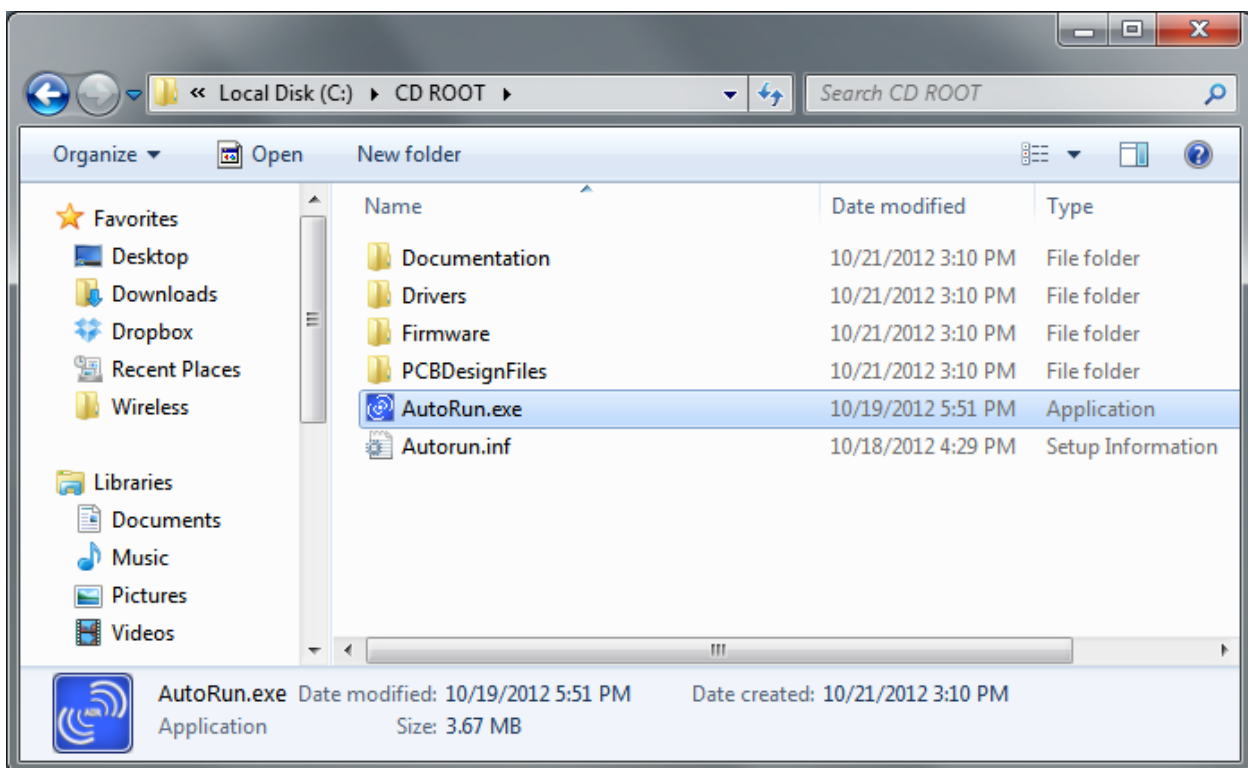 « Local Disk (C:) ▸ CD ROOT ▸ Search CD ROOT
Organize ▾ Open New folder
Favorites
Desktop
Downloads
Dropbox
Recent Places
Wireless
Libraries
Documents
Music
Pictures
Videos
Name Date modified Type
Documentation 10/21/2012 3:10 PM File folder
Drivers 10/21/2012 3:10 PM File folder
Firmware 10/21/2012 3:10 PM File folder
PCBDesignFiles 10/21/2012 3:10 PM File folder
AutoRun.exe 10/19/2012 5:51 PM Application
Autorun.inf 10/18/2012 4:29 PM Setup Information
AutoRun.exe Date modified: 10/19/2012 5:51 PM Date created: 10/21/2012 3:10 PM
Application Size: 3.67 MB